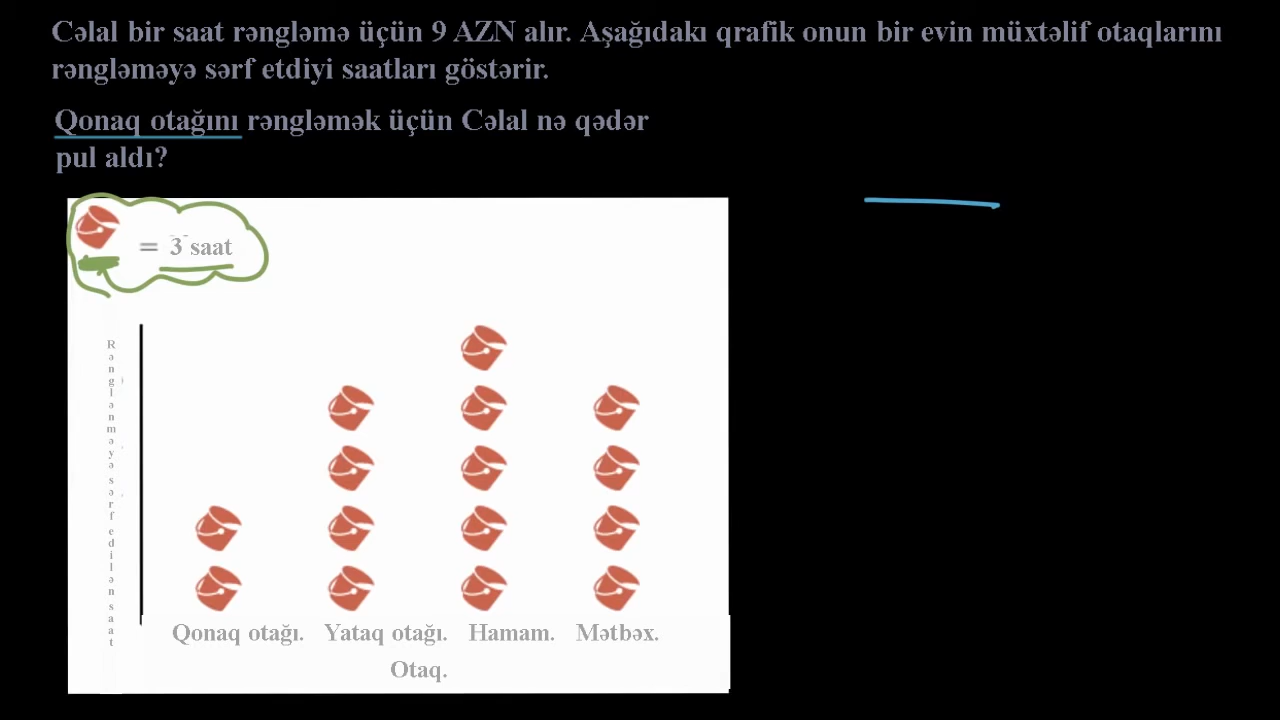 Cəlal bir saat rəngləmə üçün 9 AZN alır. Aşağıdakı qrafik onun bir evin müxtəlif otaqlarını
rəngləməyə sərf etdiyi saatları göstərir.
Qonaq otağını rəngləmək üçün Cəlal nə qədər
pul aldı?
= 3 saat
Rənglənməyə sərf edilən saat
Qonaq otağı. Yataq otağı. Hamam. Mətbəx.
Otaq.